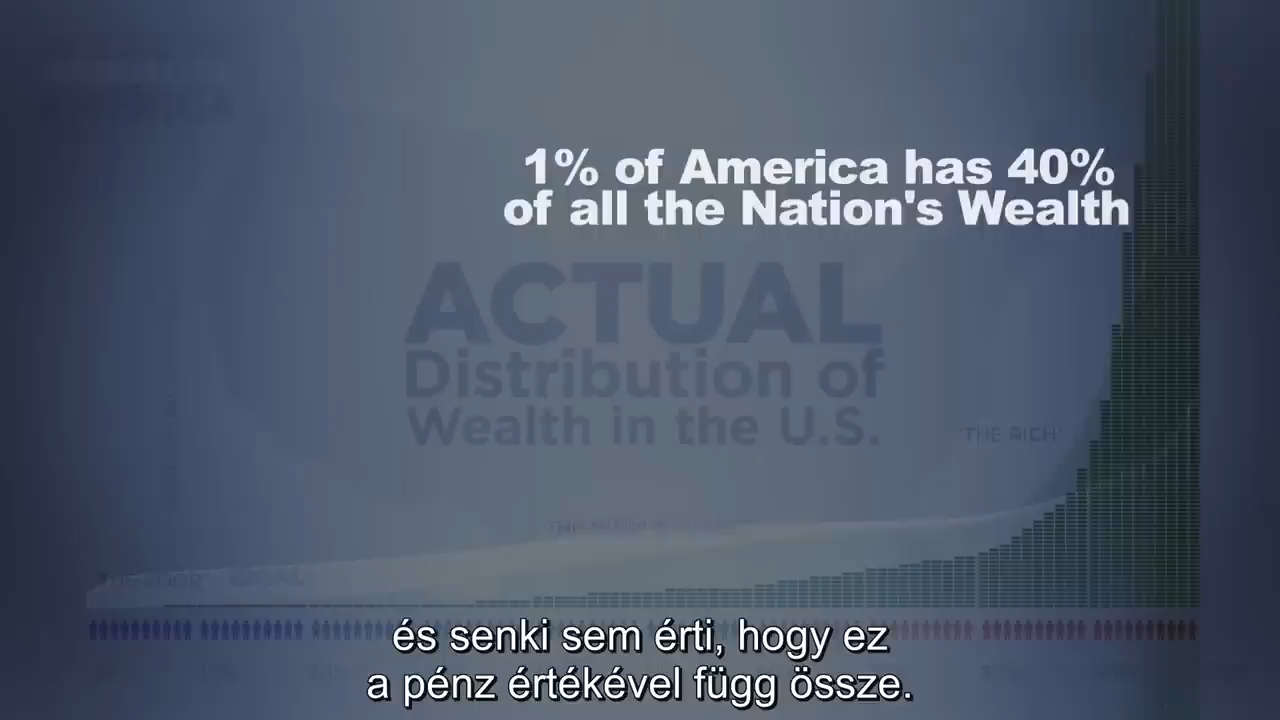 1% of America has 40%
of all the Nation's Wealth
ACTUAL
Distribution of
Wealth in the U.S.
"THE RICH"
és senki sem érti, hogy ez
a pénz értékével függ össze.